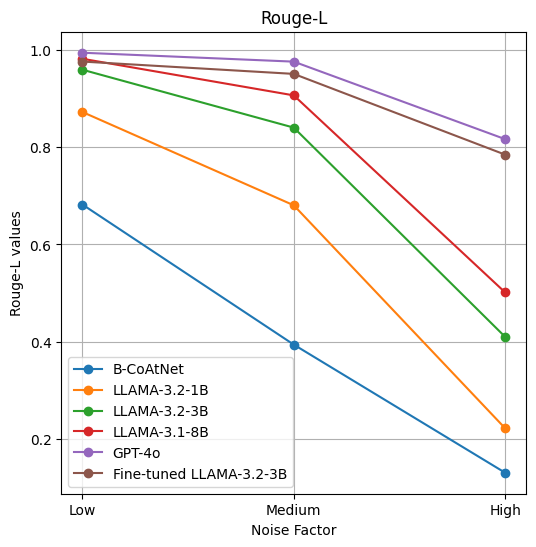 Rouge-L
1.0
0.8
0.6
0.4
0.2
Rouge-L values
B-CoAtNet
LLAMA-3.2-1B
LLAMA-3.2-3B
LLAMA-3.1-8B
GPT-4o
Fine-tuned LLAMA-3.2-3B
Low Medium High
Noise Factor